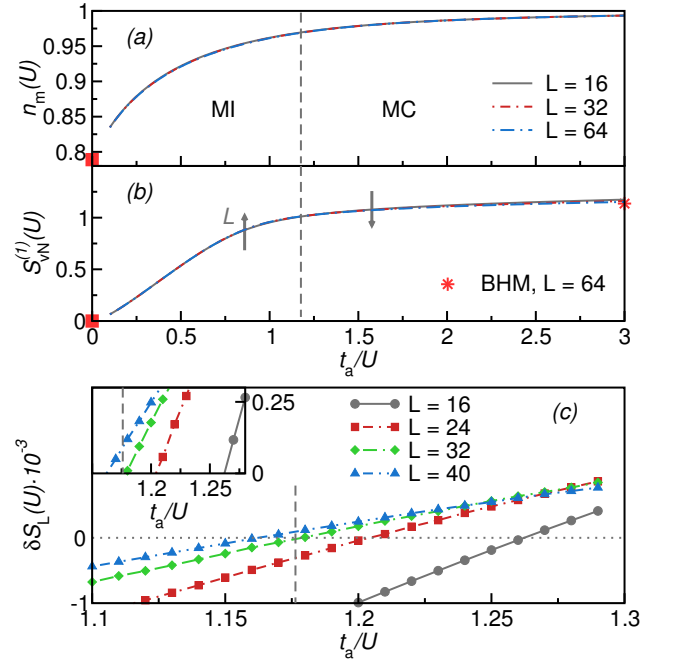 1
(a)
0.95
n_m(U)
0.9
MI
MC
L = 16
L = 32
0.85
L = 64
0.8
(b)
1
L
S_vN^(1)(U)
0.5
BHM, L = 64
0
0 0.5 1 1.5 2 2.5 3
t_a/U
0.25
0
1.2 1.25
t_a/U
L = 16
L = 24
L = 32
L = 40
(c)
δS_L(U)·10^-3
0
-1
1.1 1.15 1.2 1.25 1.3
t_a/U